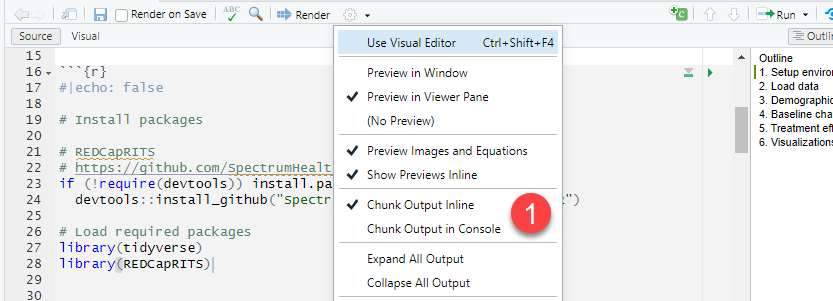 Render on Save
ABC
Render
Run
Source
Visual
Use Visual Editor Ctrl+Shift+F4
Outline
15
16 ```{r}
17 #|echo: false
18
19 # Install packages
20
21 # REDCapRITS
22 # https://github.com/SpectrumHealt
23 if (!require(devtools)) install.pa
24 devtools::install_github("Spectr t")
25
26 # Load required packages
27 library(tidyverse)
28 library(REDCapRITS)
29
30
Preview in Window
Preview in Viewer Pane
(No Preview)
Preview Images and Equations
Show Previews Inline
Chunk Output Inline
Chunk Output in Console
1
Expand All Output
Collapse All Output
Outline
1. Setup enviro
2. Load data
3. Demographic
4. Baseline cha
5. Treatment ef
6. Visualizations